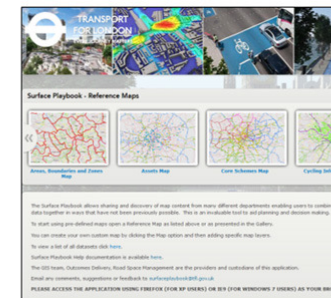 TRANSPORT
FOR LONDON
Surface Playbook - Reference Maps
Areas, Boundaries and Zones Map
Assets Map
Core Schemes Map
Cycling
The Surface Playbook allows sharing and discovery of map content from many different departments enabling users to
data together in ways that have not been previously possible. This is an invaluable tool to aid planning and decision making.
To start using pre-defined maps open a Reference Map as listed above or as presented in the Gallery.
You can create your own custom map by clicking the Map option and then adding specific map layers.
To view a list of all datasets click here.
Surface Playbook Help documentation is available here.
The GIS team, Outcomes Delivery, Road Space Management are the providers and custodians of this application.
Email any comments, suggestions or feedback to surfaceplaybook@tfl.gov.uk
PLEASE ACCESS THE APPLICATION USING FIREFOX (FOR XP USERS) OR IE9 (FOR WINDOWS 7 USERS) AS YOUR